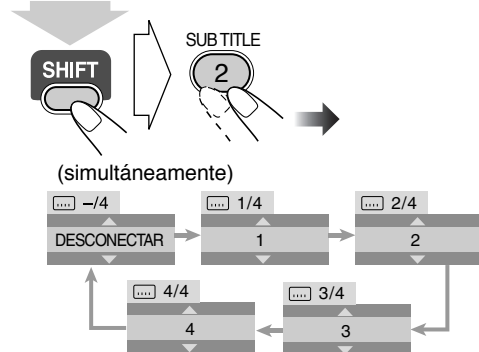 SUB TITLE
SHIFT
2
(simultáneamente)
–/4
1/4
2/4
DESCONECTAR
1
2
4/4
3/4
4
3